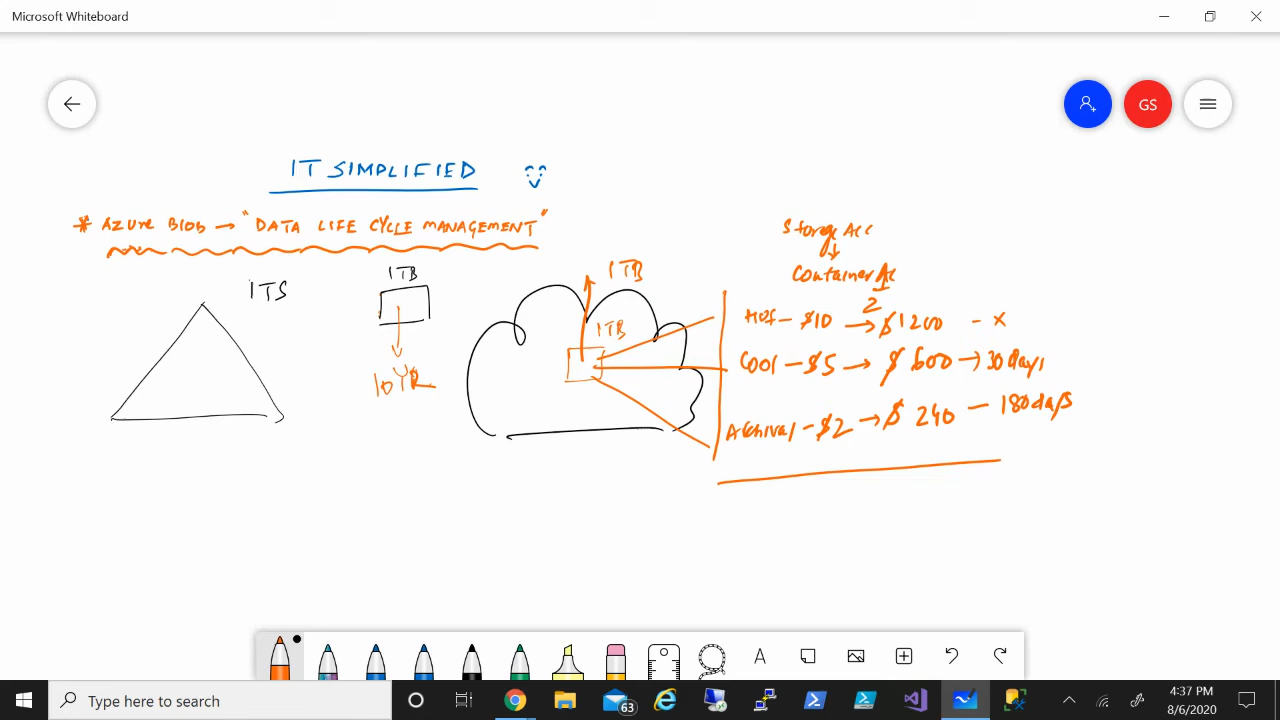 Microsoft Whiteboard
GS
IT SIMPLIFIED
* AZURE BLOB → "DATA LIFE CYCLE MANAGEMENT"
Storage Acc
↓
Container
ITS
1TB
10YR
1TB
1TB
2
Hot - $10 → $1200 - x
Cool - $5 → $600 → 30 days
Archival - $2 → $240 - 180 days
A
Type here to search
63
4:37 PM
8/6/2020